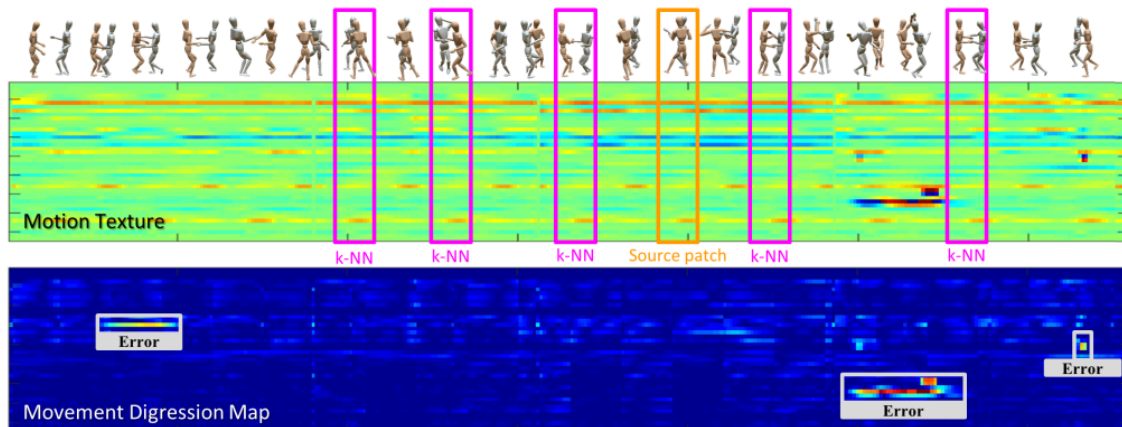 Motion Texture
k-NN
k-NN
k-NN
Source patch
k-NN
k-NN
Error
Error
Error
Movement Digression Map